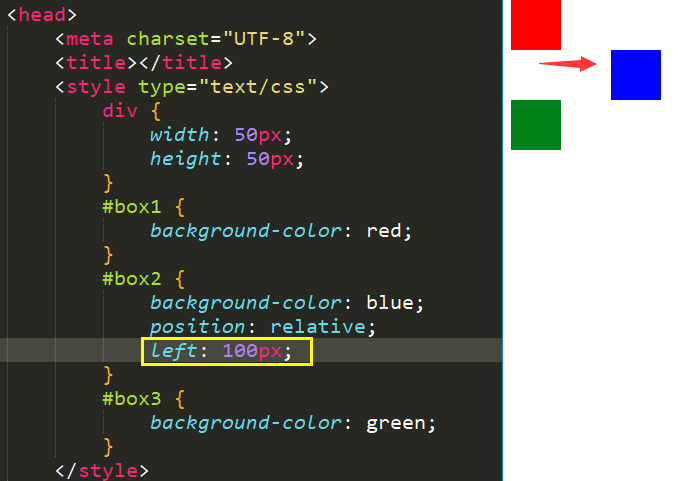 <head>
<meta charset="UTF-8">
<title></title>
<style type="text/css">
div {
width: 50px;
height: 50px;
}
#box1 {
background-color: red;
}
#box2 {
background-color: blue;
position: relative;
left: 100px;
}
#box3 {
background-color: green;
}
</style>